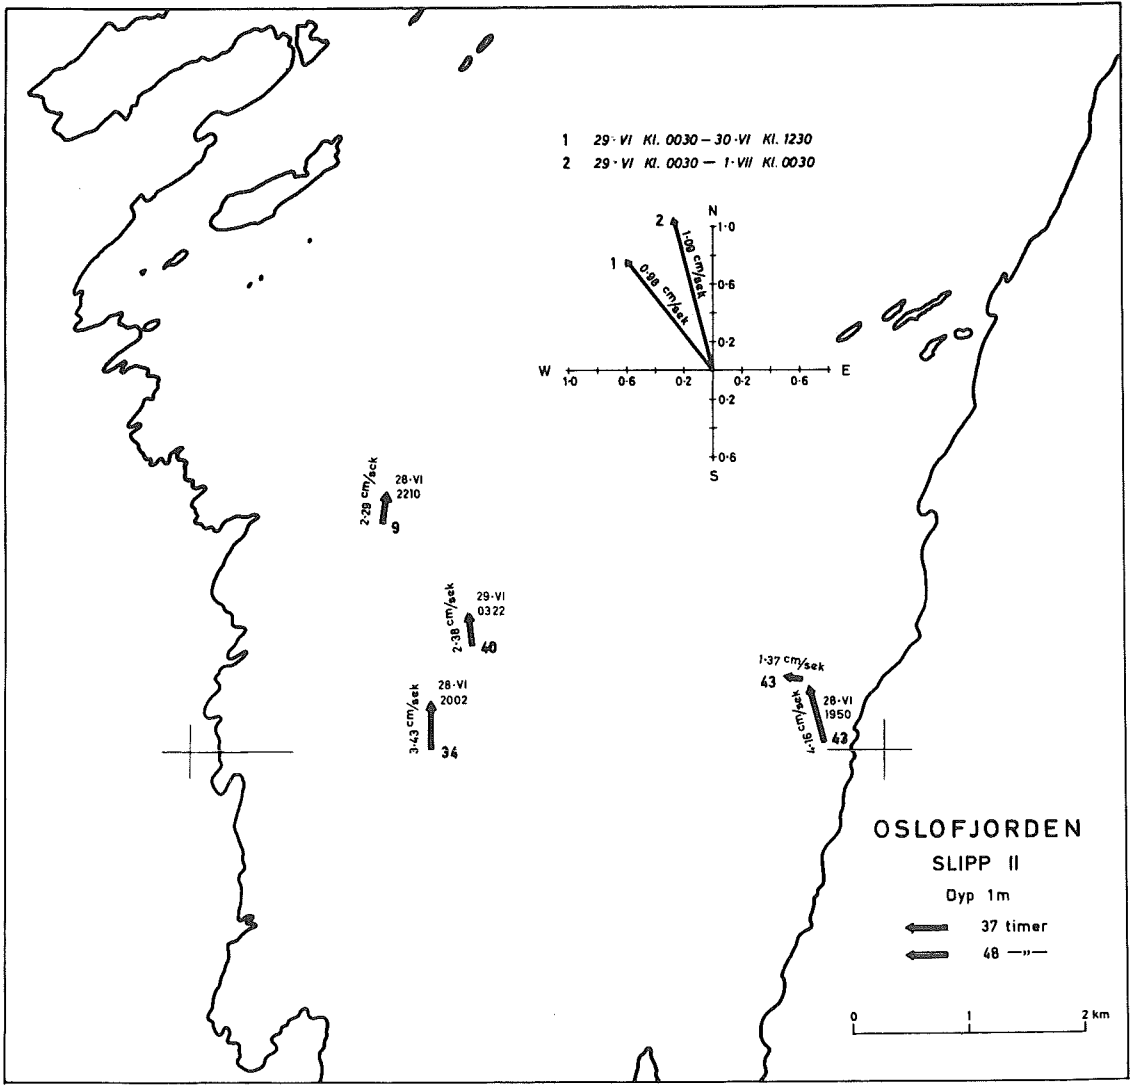 1 29·VI Kl. 0030 – 30·VI Kl. 1230
2 29·VI Kl. 0030 – 1·VII Kl. 0030
N
2
1·0
1·09 cm/sek
1
0·98 cm/sek
0·6
0·2
W 1·0 0·6 0·2 0·2 0·6 E
0·2
0·6
S
2·29 cm/sek
28·VI
2210
9
2·38 cm/sek
29·VI
0322
40
1·37 cm/sek
43
3·43 cm/sek
28·VI
2002
34
4·16 cm/sek
28·VI
1950
43
OSLOFJORDEN
SLIPP II
Dyp 1m
37 timer
48 —"—
0 1 2 km